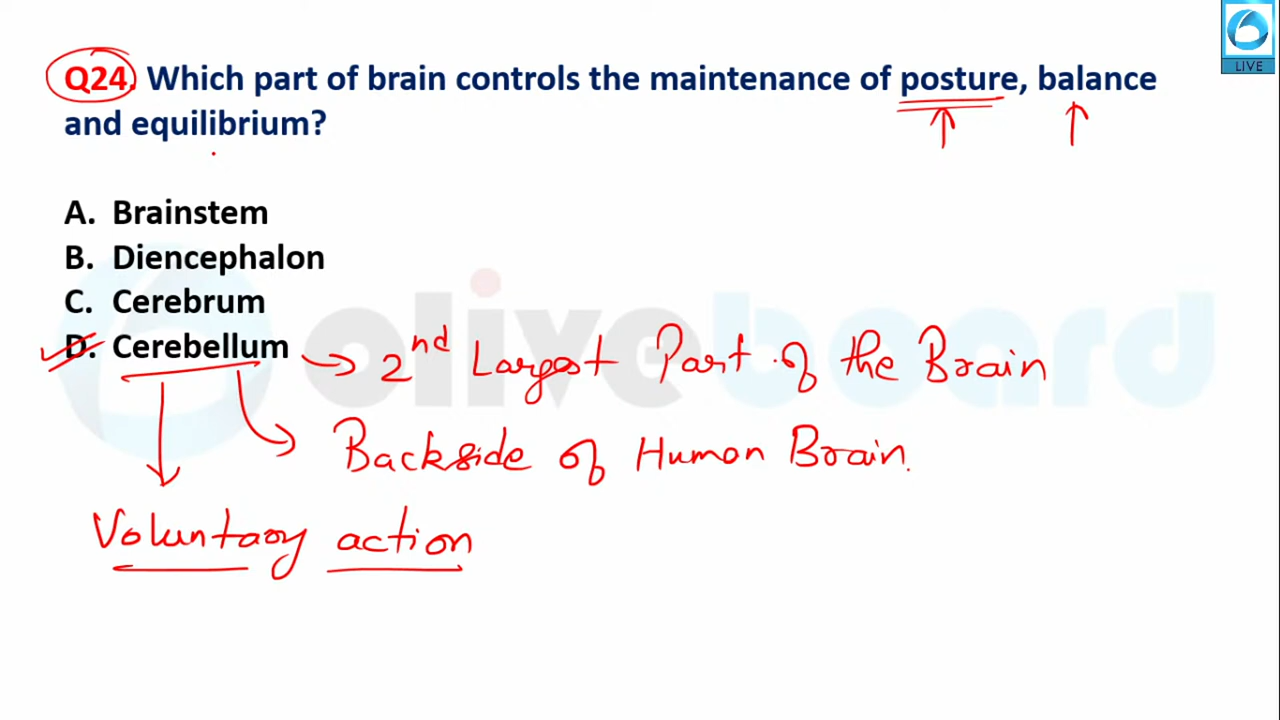 LIVE
Q24. Which part of brain controls the maintenance of posture, balance
and equilibrium?
A. Brainstem
B. Diencephalon
C. Cerebrum
D. Cerebellum → 2nd Largest Part of the Brain
Backside of Human Brain.
Voluntary action
oliveboard